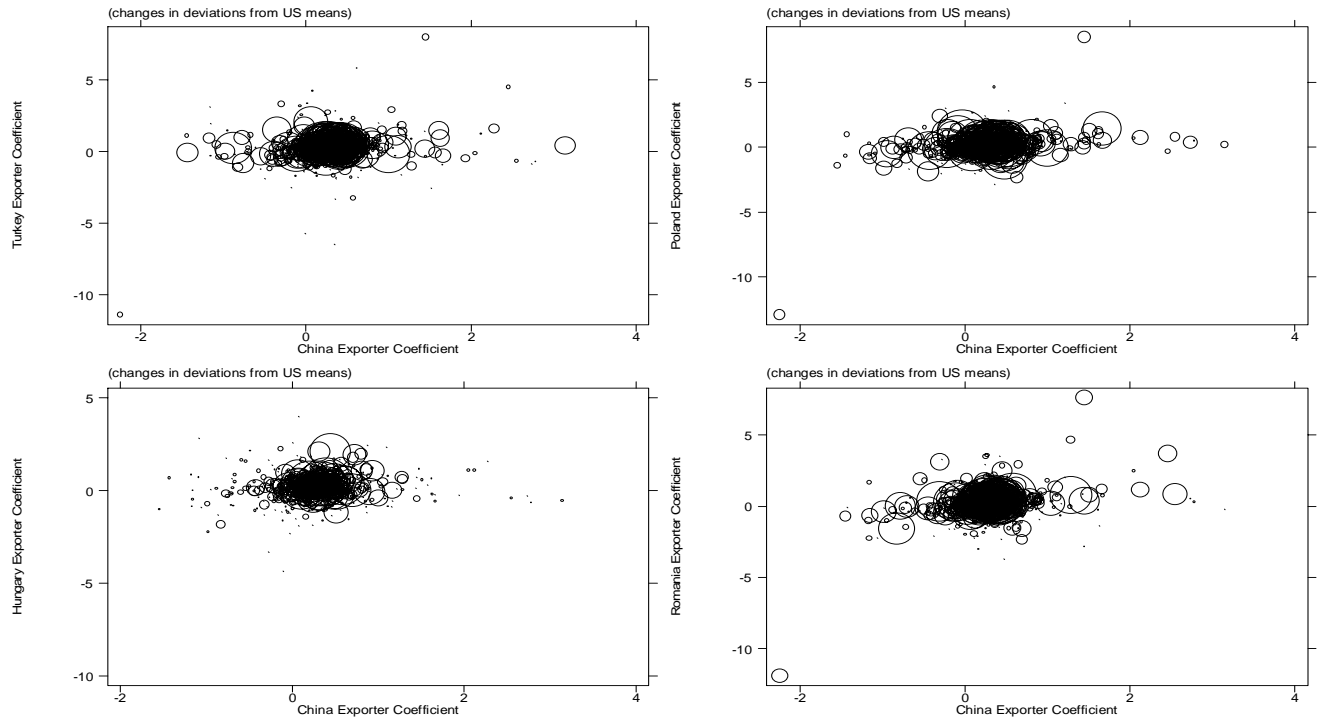 (changes in deviations from US means)
Turkey Exporter Coefficient
5
0
-5
-10
-2
0
2
4
China Exporter Coefficient
(changes in deviations from US means)
Poland Exporter Coefficient
5
0
-5
-10
-2
0
2
4
China Exporter Coefficient
(changes in deviations from US means)
Hungary Exporter Coefficient
5
0
-5
-10
-2
0
2
4
China Exporter Coefficient
(changes in deviations from US means)
Romania Exporter Coefficient
5
0
-5
-10
-2
0
2
4
China Exporter Coefficient